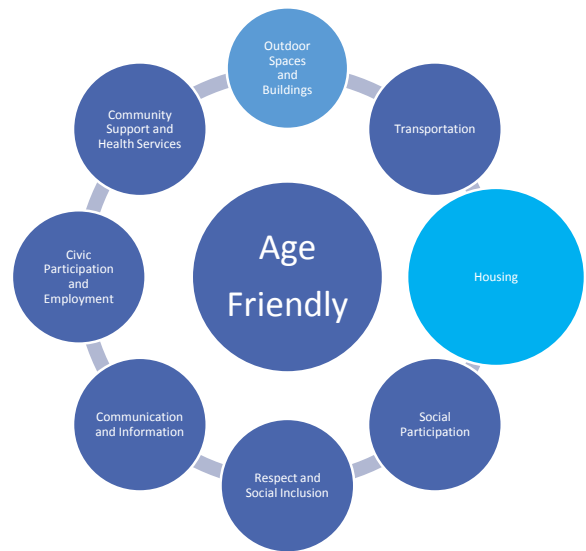 Outdoor
Spaces
and
Buildings
Transportation
Housing
Social
Participation
Respect and
Social Inclusion
Communication
and Information
Civic
Participation
and
Employment
Community
Support and
Health Services
Age
Friendly